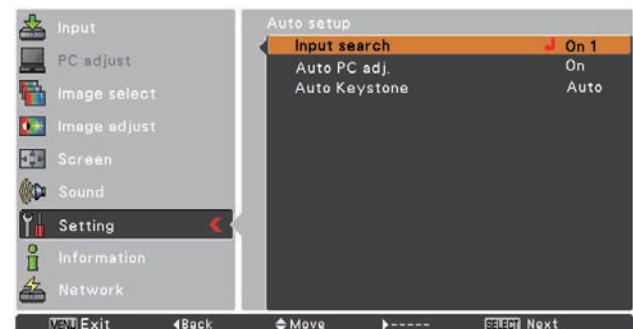 Input
PC adjust
Image select
Image adjust
Screen
Sound
Setting
Information
Network
Auto setup
Input search On 1
Auto PC adj. On
Auto Keystone Auto
MENU Exit Back Move ----- SELECT Next